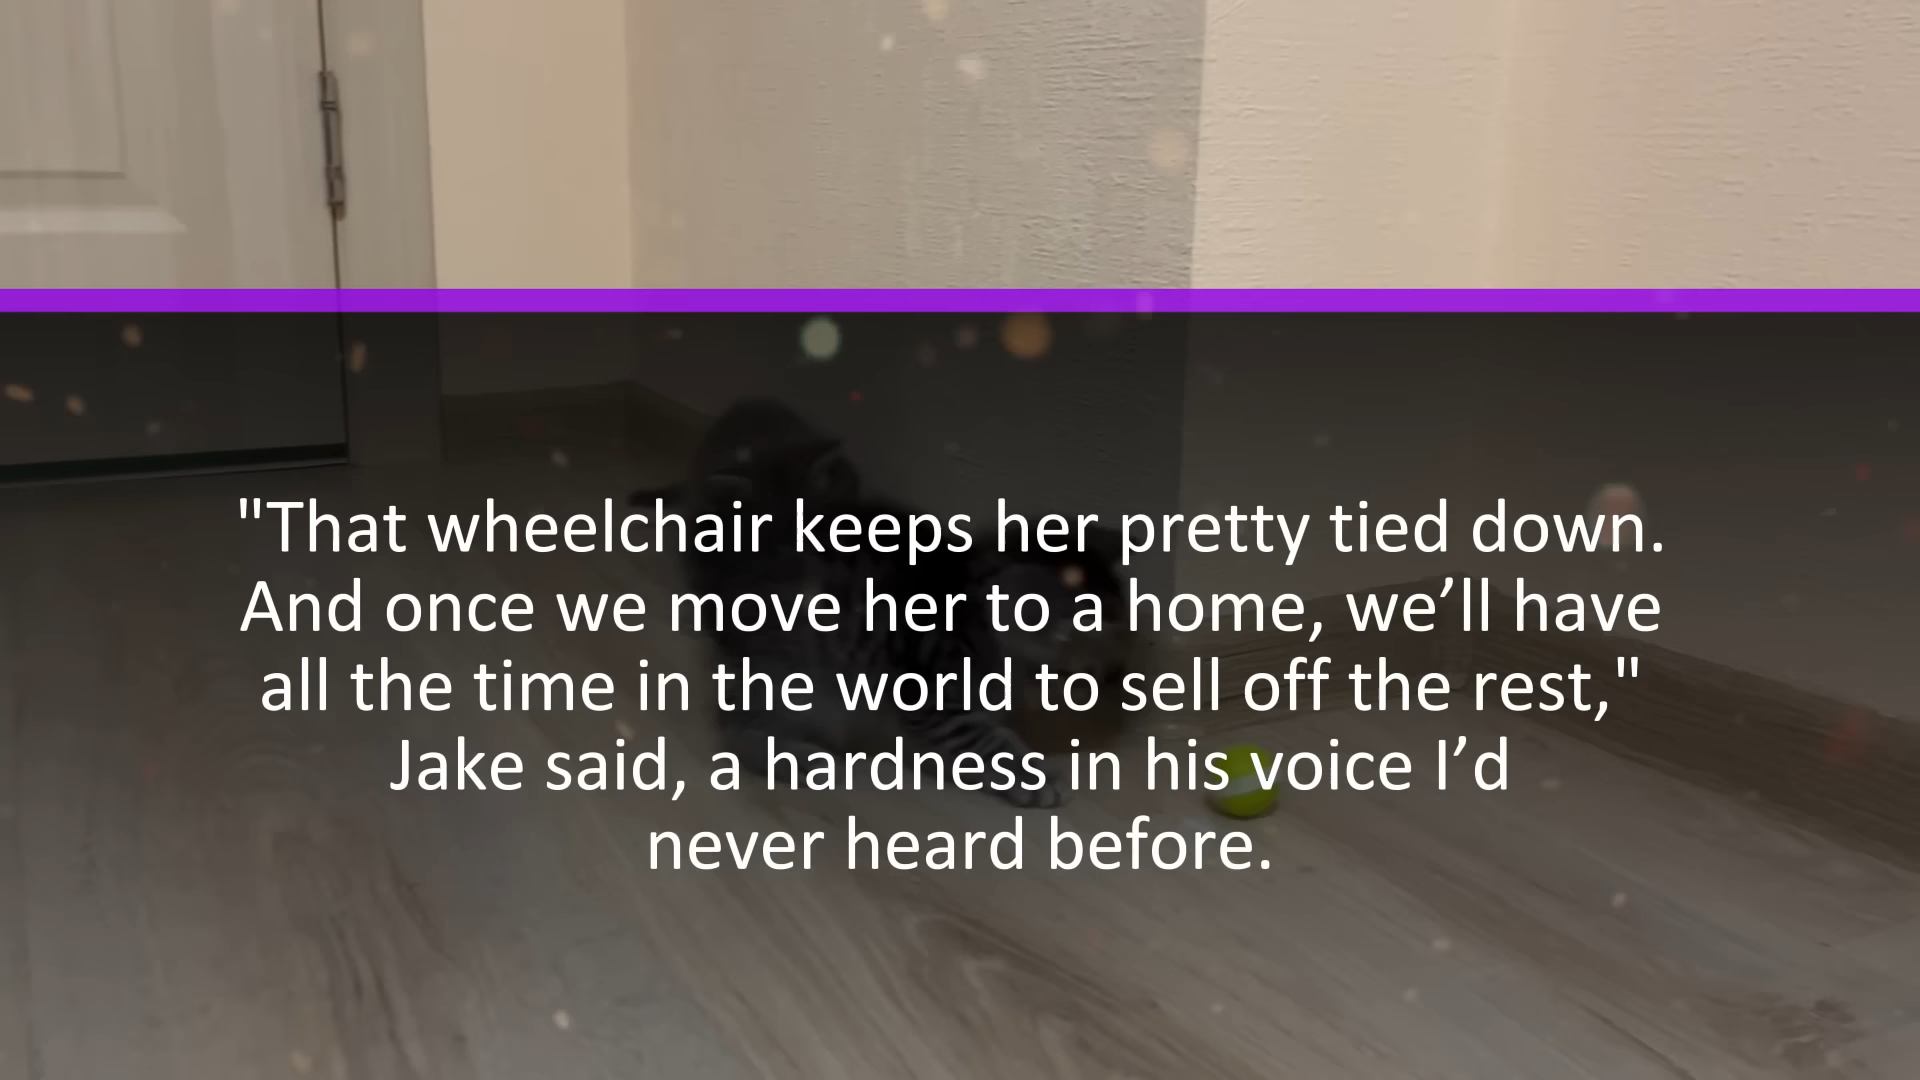 "That wheelchair keeps her pretty tied down.
And once we move her to a home, we’ll have
all the time in the world to sell off the rest,"
Jake said, a hardness in his voice I’d
never heard before.